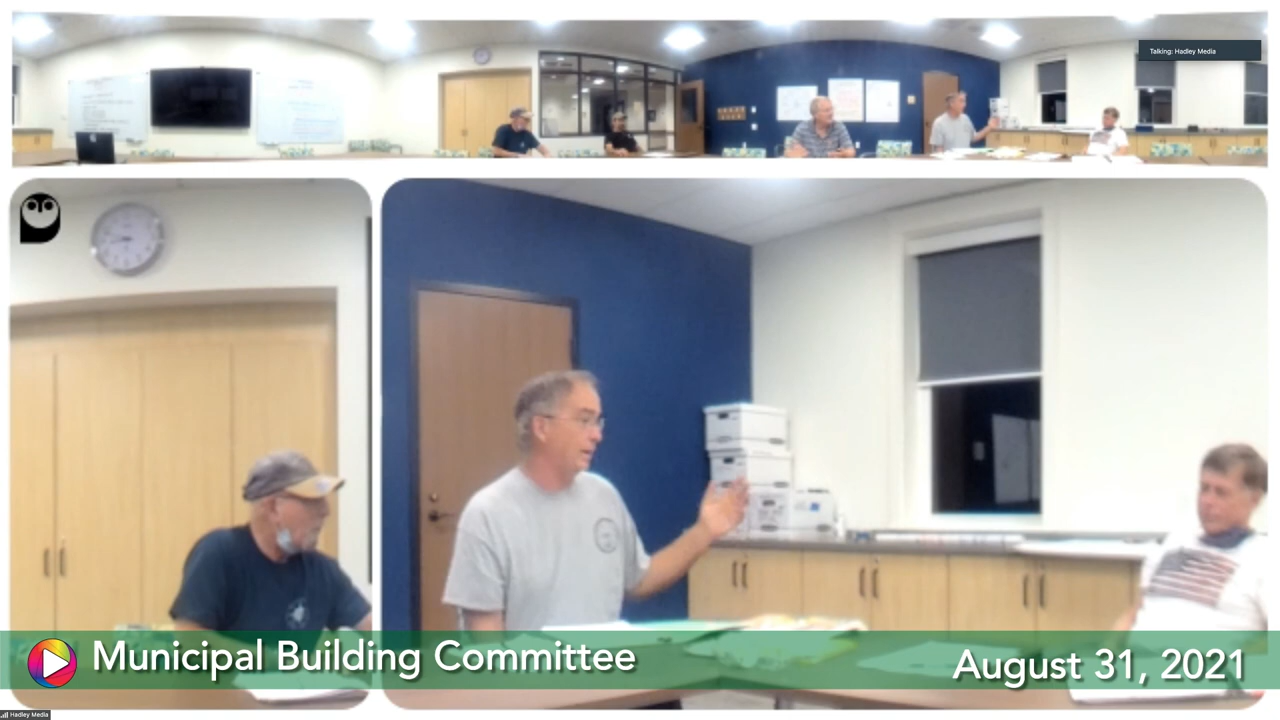 Talking: Hadley Media
Municipal Building Committee
August 31, 2021
Hadley Media